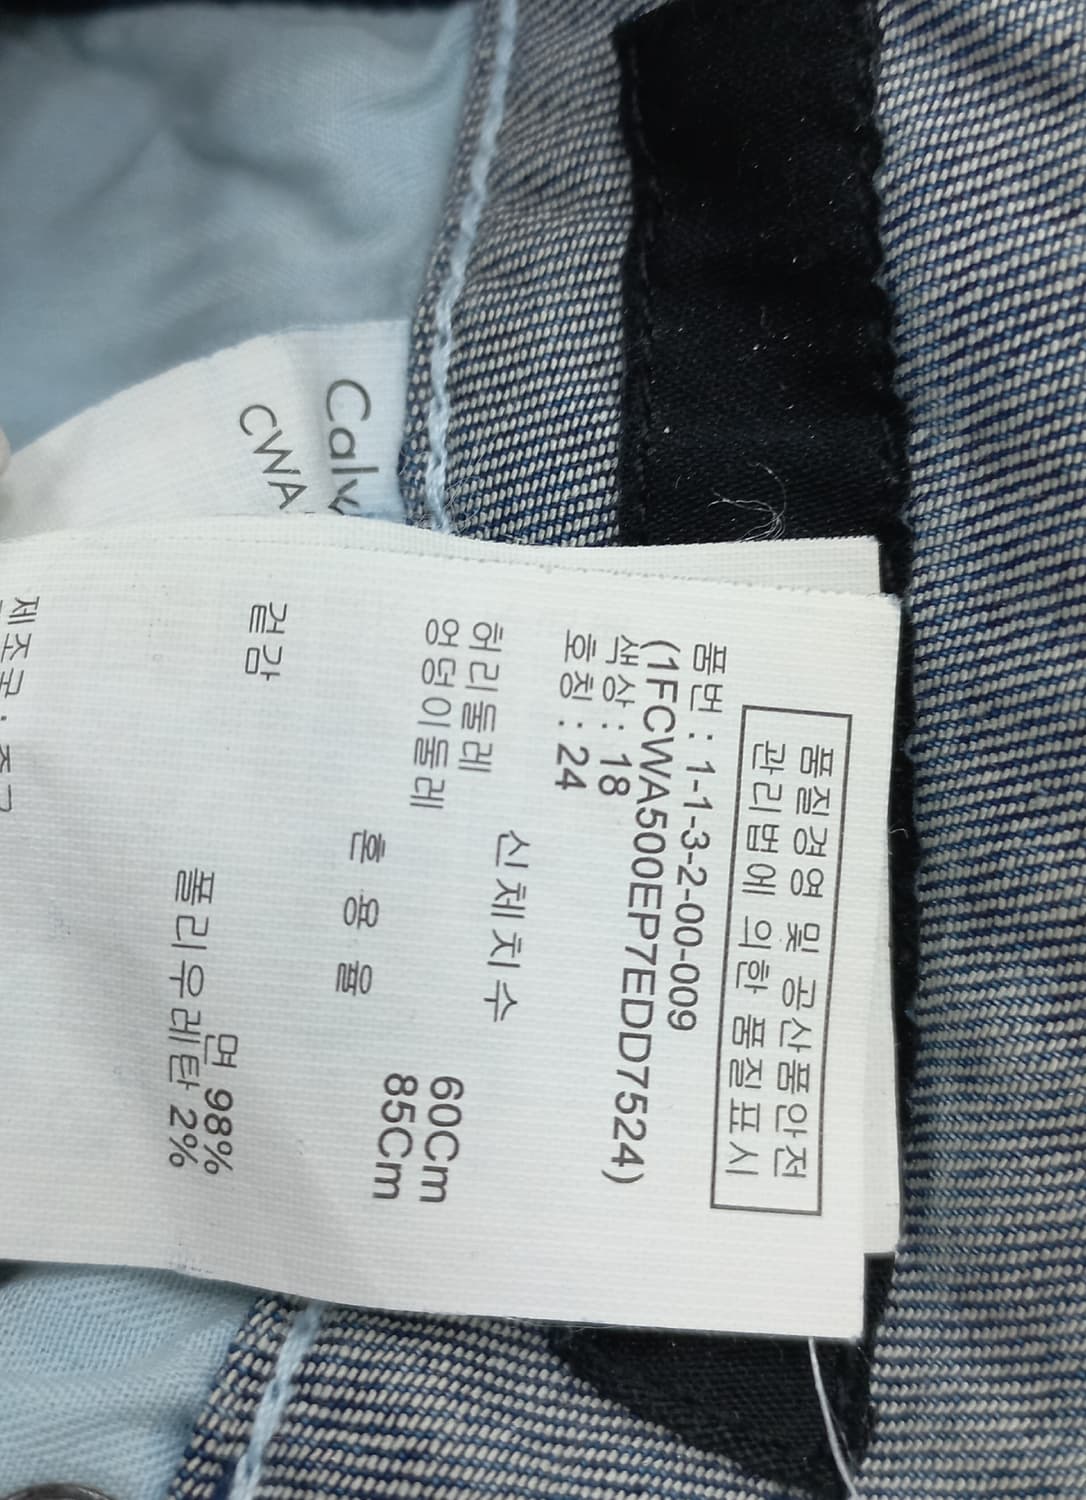 품질경영 및 공산품안전
관리법에 의한 품질표시
품번 : 1-1-3-2-00-009
(1FCWA500EP7EDD7524)
색상 : 18
호칭 : 24
신체치수
허리둘레 60Cm
엉덩이둘레 85Cm
혼용율
겉감
면 98%
폴리우레탄 2%
제조국 :
Calv
CWA